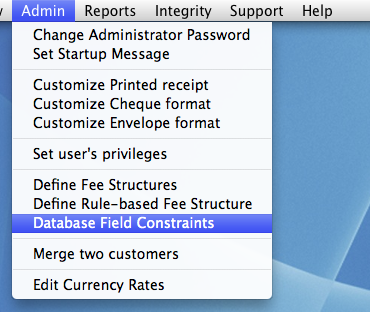 Admin Reports Integrity Support Help
Change Administrator Password
Set Startup Message
Customize Printed receipt
Customize Cheque format
Customize Envelope format
Set user's privileges
Define Fee Structures
Define Rule-based Fee Structure
Database Field Constraints
Merge two customers
Edit Currency Rates